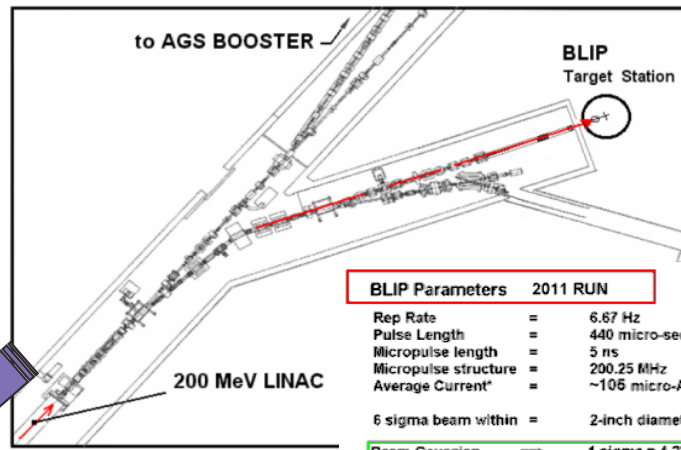 to AGS BOOSTER
BLIP
Target Station
200 MeV LINAC
BLIP Parameters 2011 RUN
Rep Rate = 6.67 Hz
Pulse Length = 440 micro-sec
Micropulse length = 5 ns
Micropulse structure = 200.25 MHz
Average Current* = ~105 micro-A
6 sigma beam within = 2-inch diamet